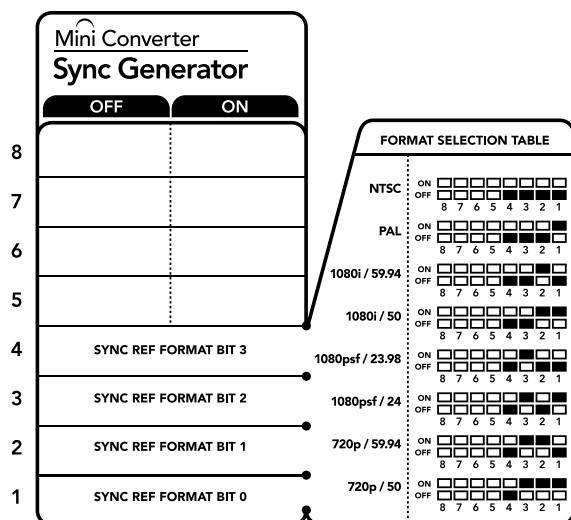 Mini Converter
Sync Generator
OFF ON
8
7
6
5
4 SYNC REF FORMAT BIT 3
3 SYNC REF FORMAT BIT 2
2 SYNC REF FORMAT BIT 1
1 SYNC REF FORMAT BIT 0
FORMAT SELECTION TABLE
NTSC
ON
OFF
8 7 6 5 4 3 2 1
PAL
ON
OFF
8 7 6 5 4 3 2 1
1080i / 59.94
ON
OFF
8 7 6 5 4 3 2 1
1080i / 50
ON
OFF
8 7 6 5 4 3 2 1
1080psf / 23.98
ON
OFF
8 7 6 5 4 3 2 1
1080psf / 24
ON
OFF
8 7 6 5 4 3 2 1
720p / 59.94
ON
OFF
8 7 6 5 4 3 2 1
720p / 50
ON
OFF
8 7 6 5 4 3 2 1